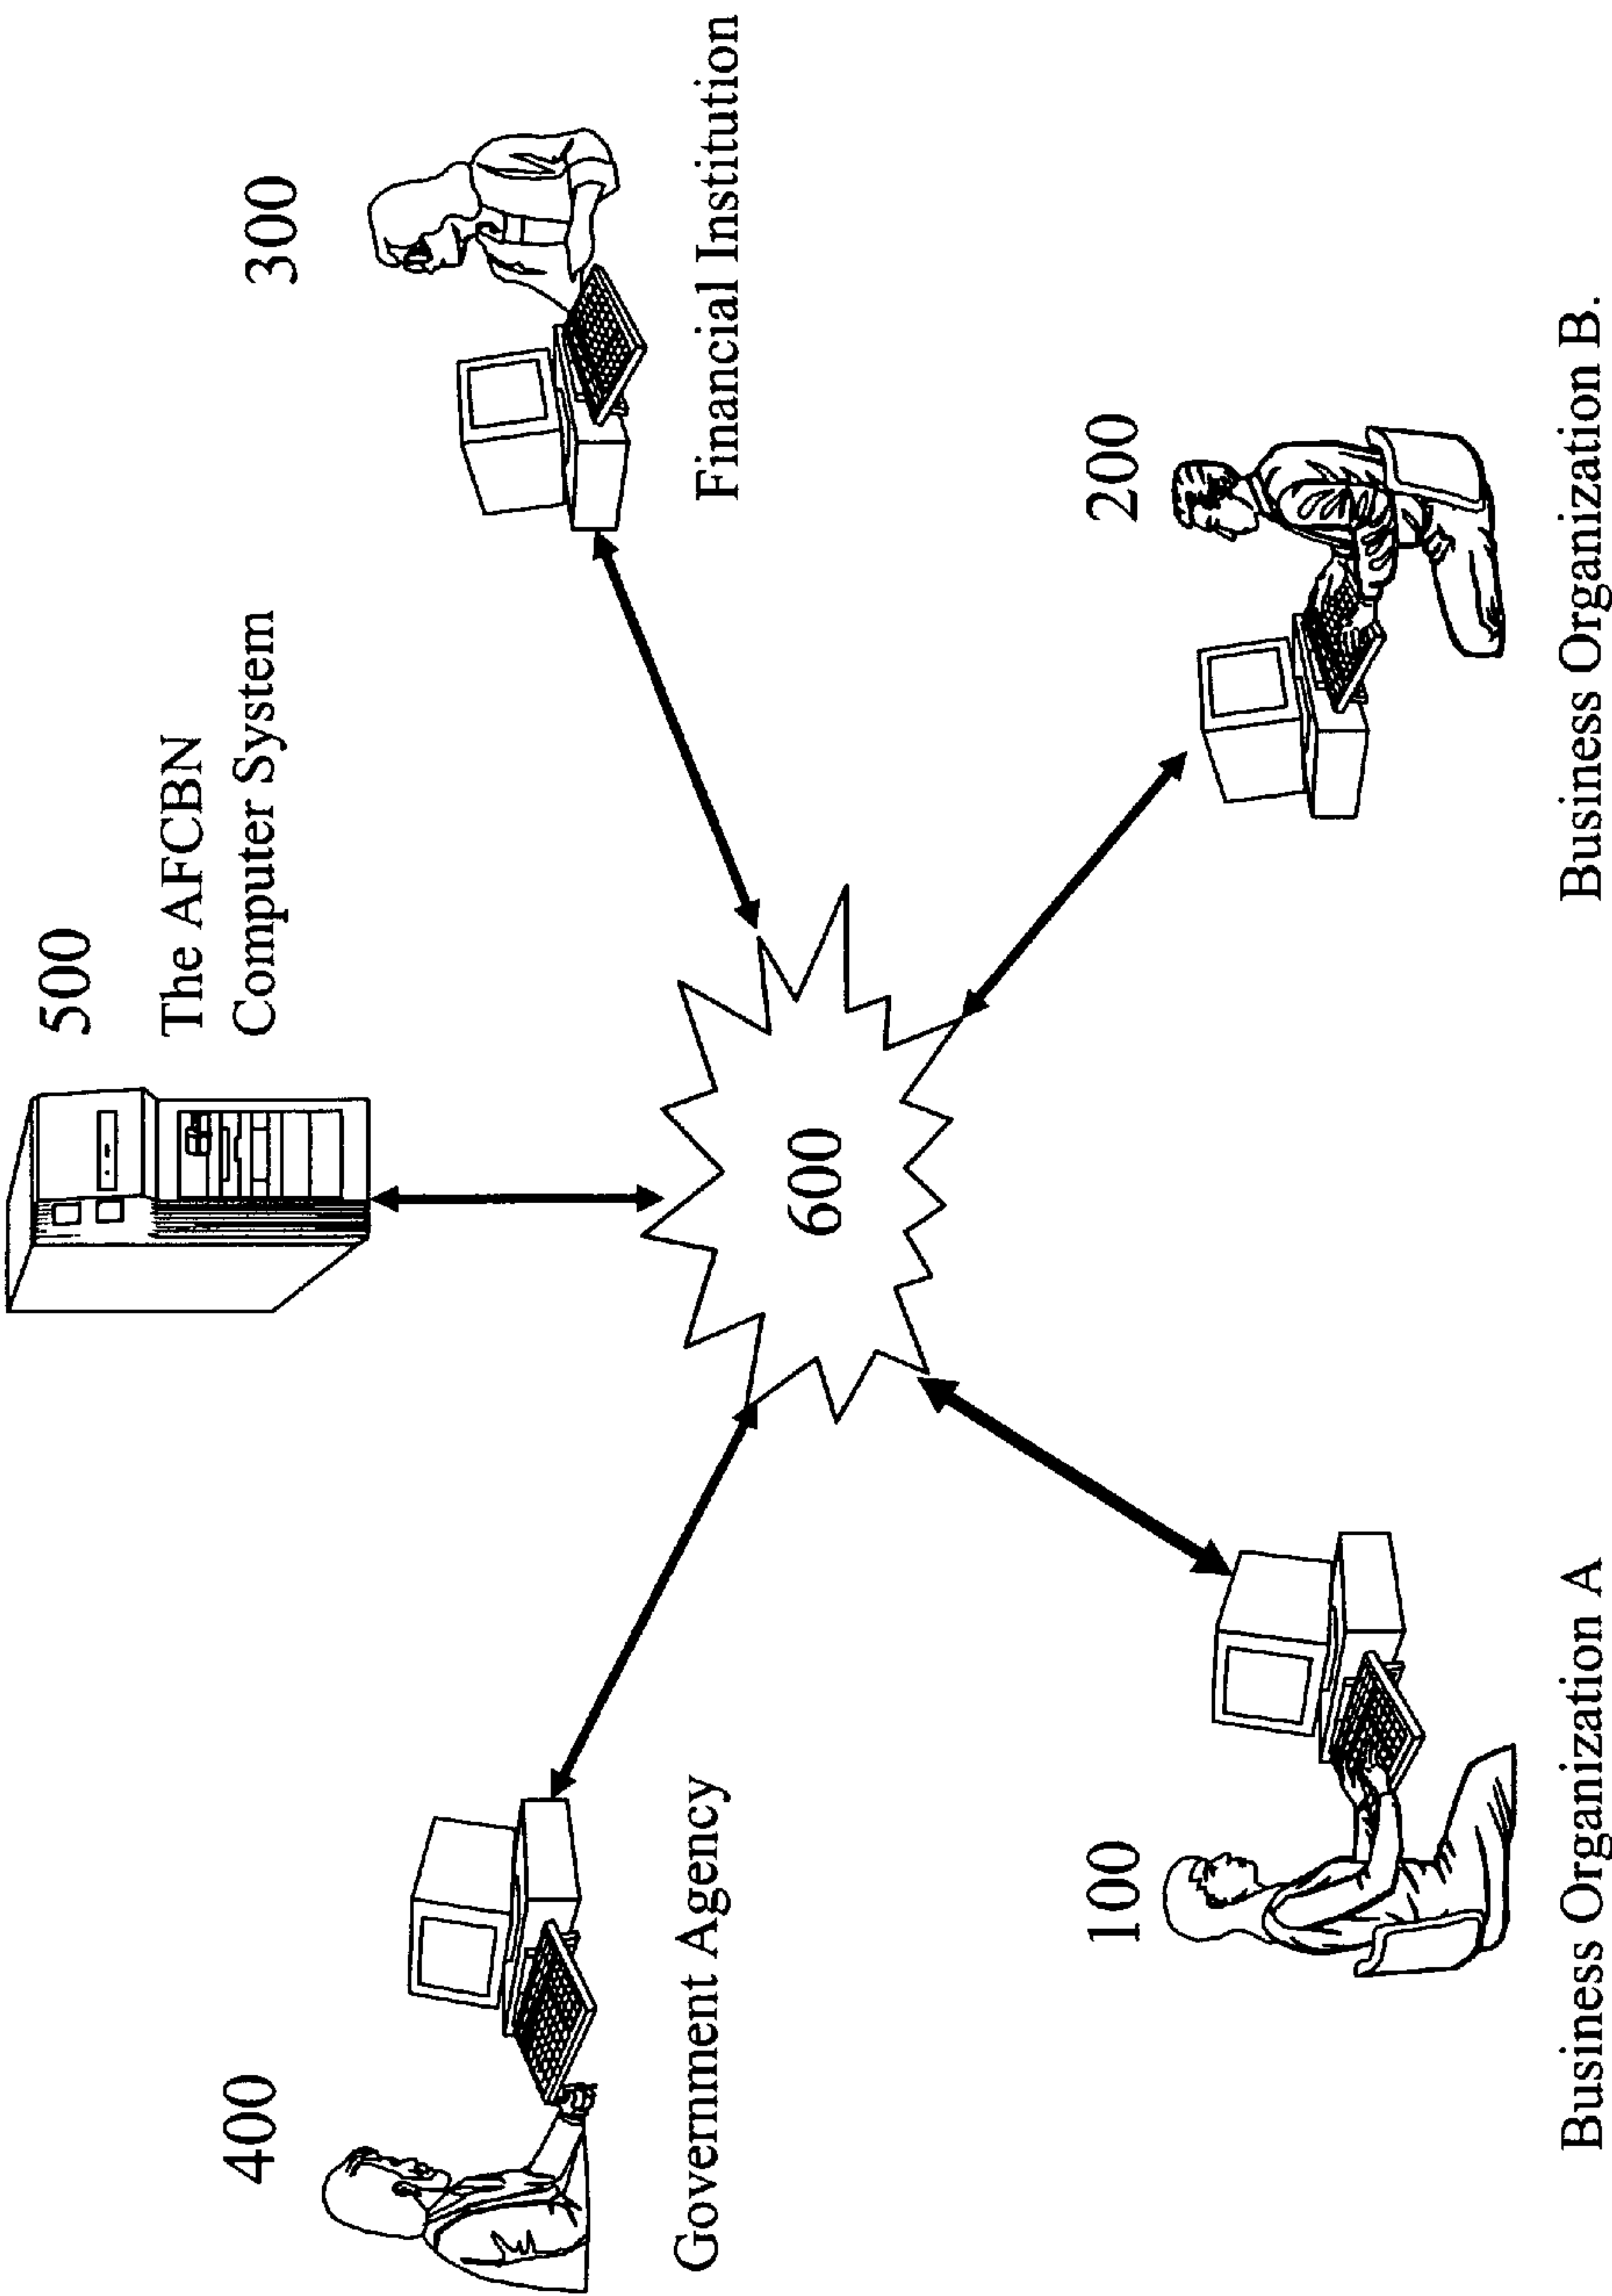 500
The AFCBN
Computer System
400
Government Agency
300
Financial Institution
600
100
Business Organization A
200
Business Organization B.